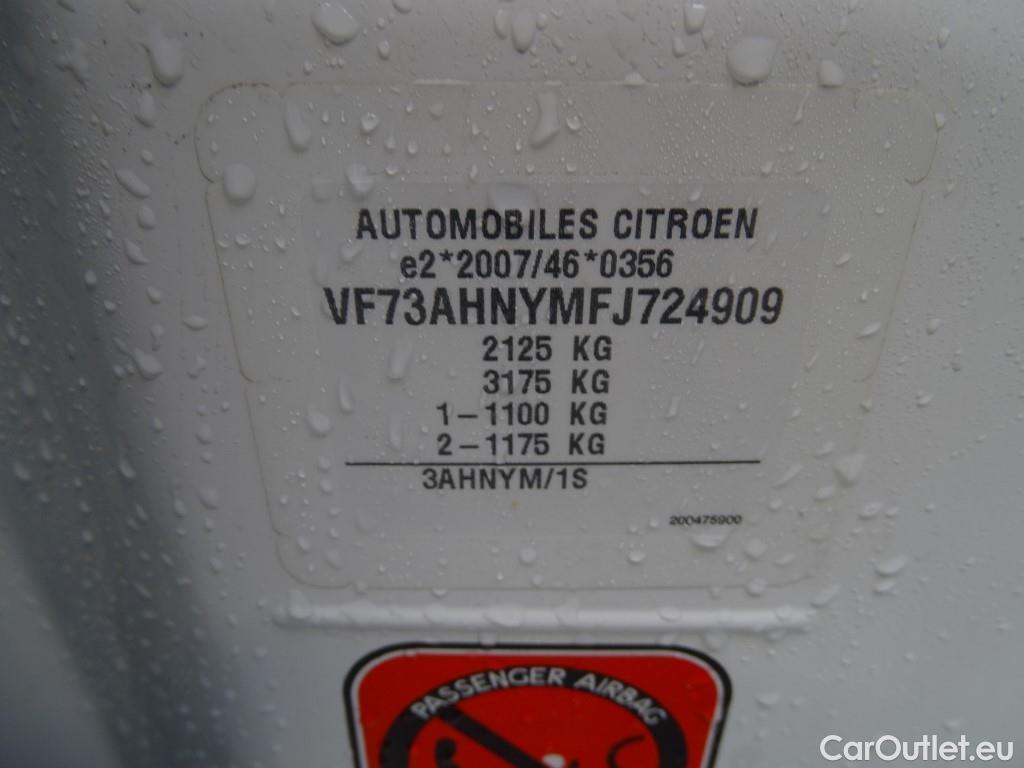 AUTOMOBILES CITROEN
e2*2007/46*0356
VF73AHNYMFJ724909
2125 KG
3175 KG
1-1100 KG
2-1175 KG
3AHNYM/1S
200475900
PASSENGER AIRBAG
CarOutlet.eu